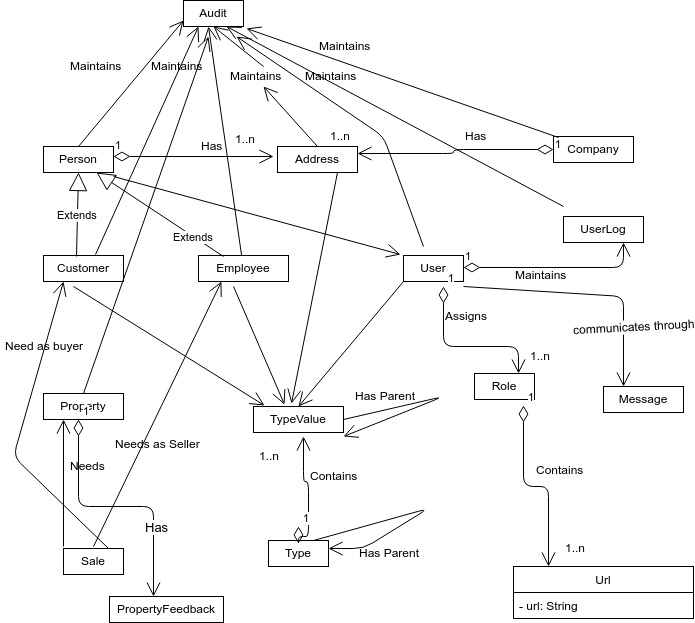 Audit
Maintains
Maintains
Maintains
Maintains
Maintains
Person
1
Has
1..n
Address
1..n
Has
1
Company
Extends
Extends
UserLog
Customer
Employee
User
1
1
Maintains
Assigns
communicates through
Need as buyer
1..n
Role
1
Message
Has Parent
Property
1
TypeValue
Needs as Seller
1..n
Needs
Contains
Contains
1
Has
Type
Has Parent
1..n
Sale
Url
- url: String
PropertyFeedback